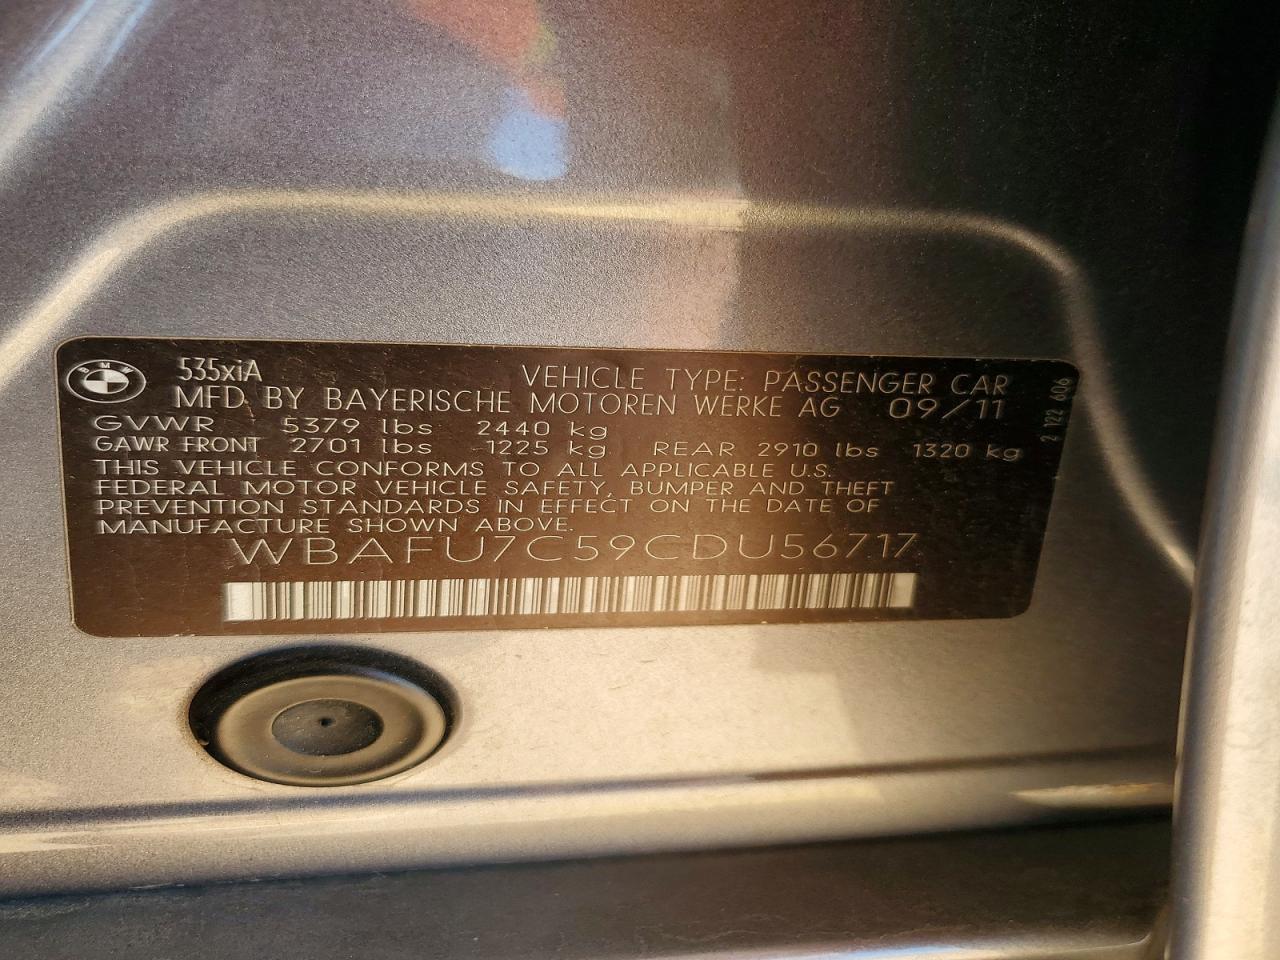 BMW
535xiA VEHICLE TYPE: PASSENGER CAR
MFD BY BAYERISCHE MOTOREN WERKE AG 09/11
GVWR 5379 lbs 2440 kg
GAWR FRONT 2701 lbs 1225 kg REAR 2910 lbs 1320 kg
THIS VEHICLE CONFORMS TO ALL APPLICABLE U.S.
FEDERAL MOTOR VEHICLE SAFETY, BUMPER AND THEFT
PREVENTION STANDARDS IN EFFECT ON THE DATE OF
MANUFACTURE SHOWN ABOVE.
WBAFU7C59CDU56717
2 122 606